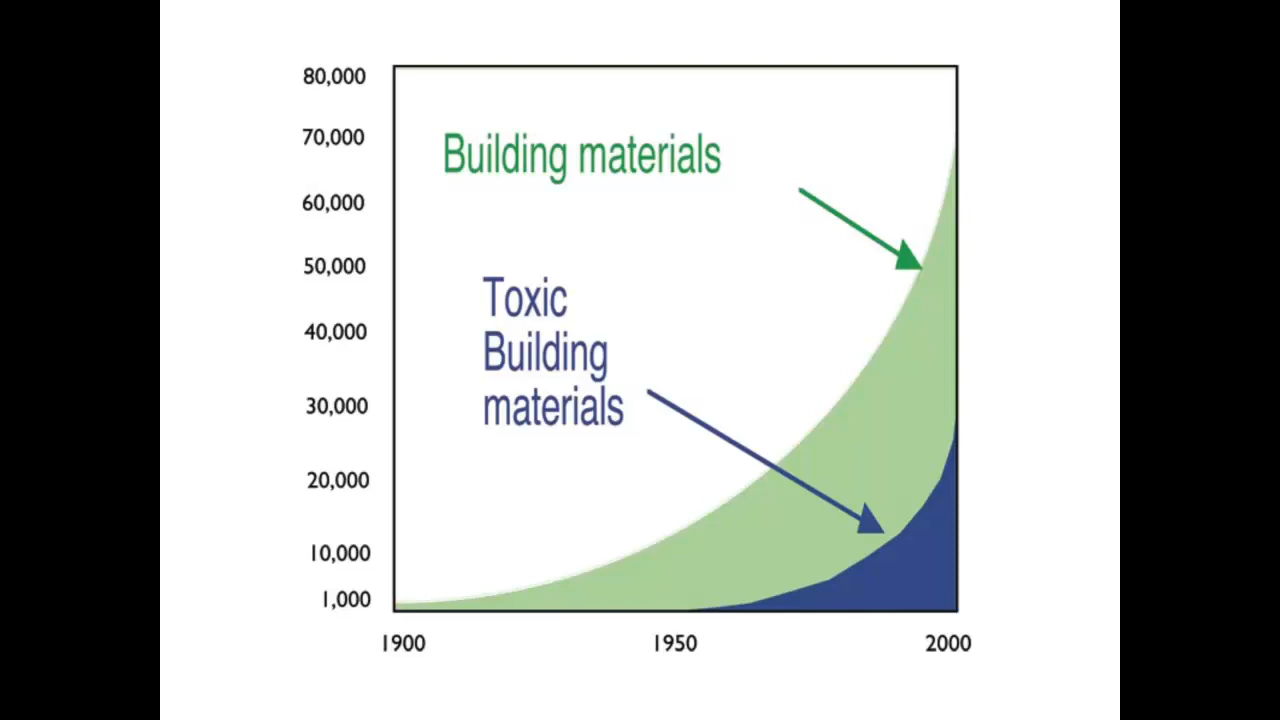 80,000
70,000
Building materials
60,000
50,000
Toxic
40,000
Building
30,000
materials
20,000
10,000
1,000
1900 1950 2000